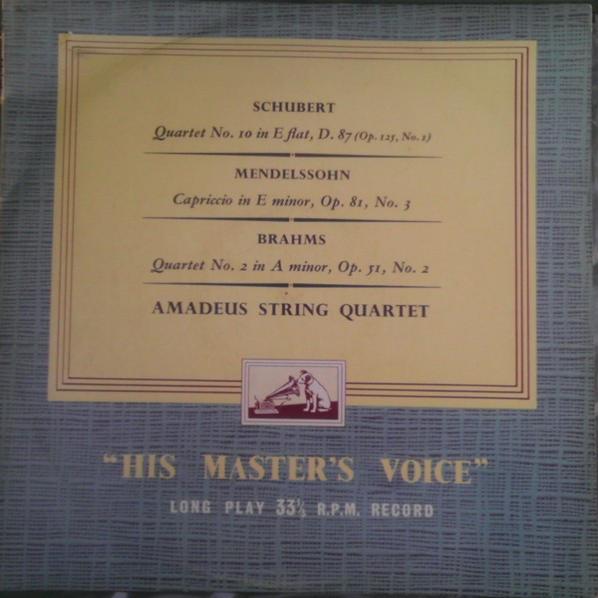 SCHUBERT
Quartet No. 10 in E flat, D. 87 (Op. 125, No. 1)
MENDELSSOHN
Capriccio in E minor, Op. 81, No. 3
BRAHMS
Quartet No. 2 in A minor, Op. 51, No. 2
AMADEUS STRING QUARTET
"HIS MASTER'S VOICE"
LONG PLAY 33⅓ R.P.M. RECORD